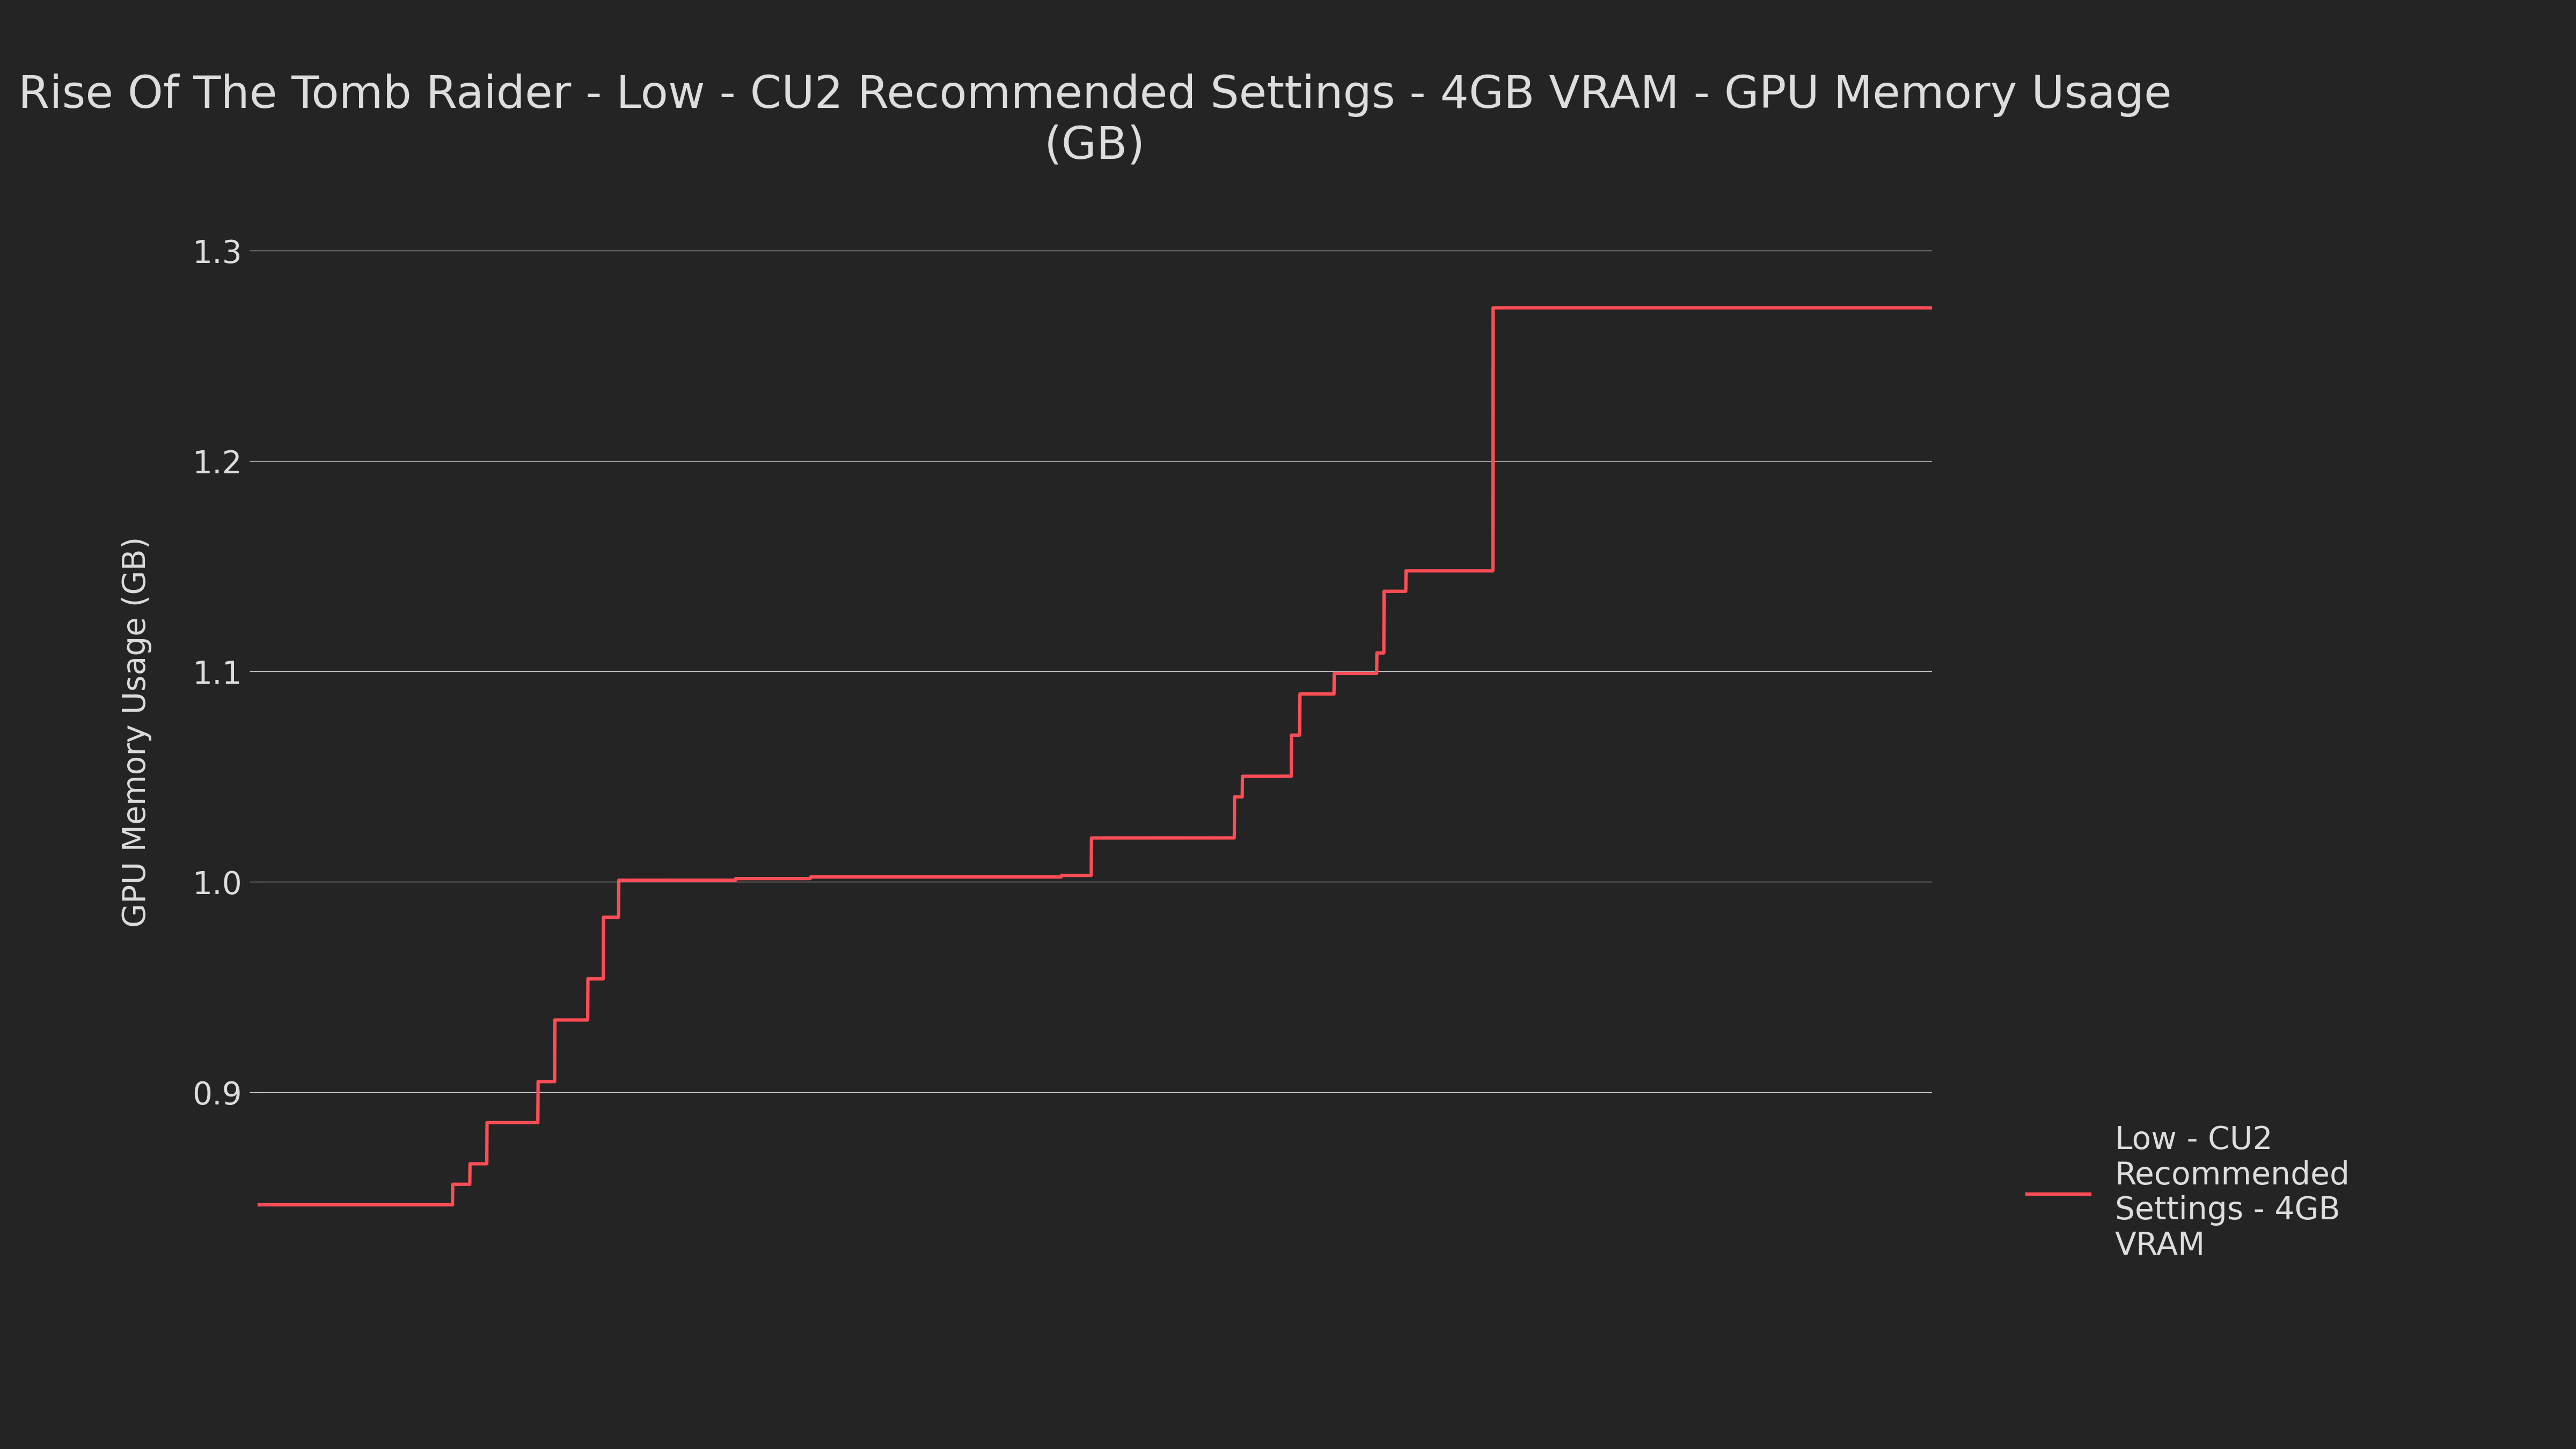 Rise Of The Tomb Raider - Low - CU2 Recommended Settings - 4GB VRAM - GPU Memory Usage
(GB)
1.3
1.2
1.1
1.0
0.9
GPU Memory Usage (GB)
Low - CU2
Recommended
Settings - 4GB
VRAM